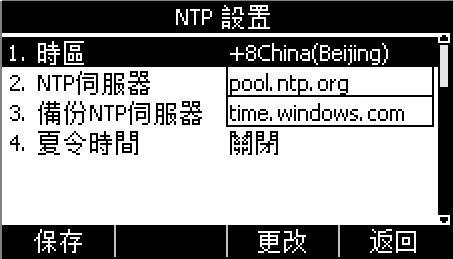 NTP 設置
1. 時區 +8China(Beijing)
2. NTP伺服器 pool.ntp.org
3. 備份NTP伺服器 time.windows.com
4. 夏令時間 關閉
保存 更改 返回